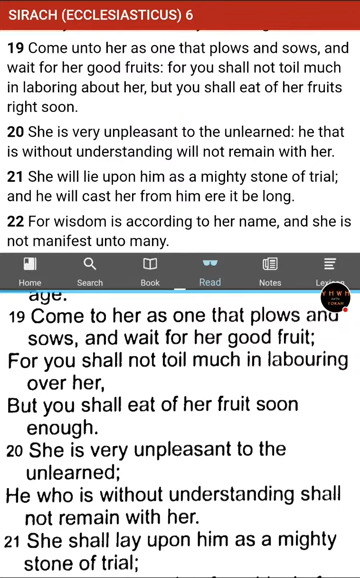 SIRACH (ECCLESIASTICUS) 6
19 Come unto her as one that plows and sows, and
wait for her good fruits: for you shall not toil much
in laboring about her, but you shall eat of her fruits
right soon.
20 She is very unpleasant to the unlearned: he that
is without understanding will not remain with her.
21 She will lie upon him as a mighty stone of trial;
and he will cast her from him ere it be long.
22 For wisdom is according to her name, and she is
not manifest unto many.
Home Search Book Read Notes
age.
19 Come to her as one that plows and
sows, and wait for her good fruit;
For you shall not toil much in labouring
over her,
But you shall eat of her fruit soon
enough.
20 She is very unpleasant to the
unlearned;
He who is without understanding shall
not remain with her.
21 She shall lay upon him as a mighty
stone of trial;